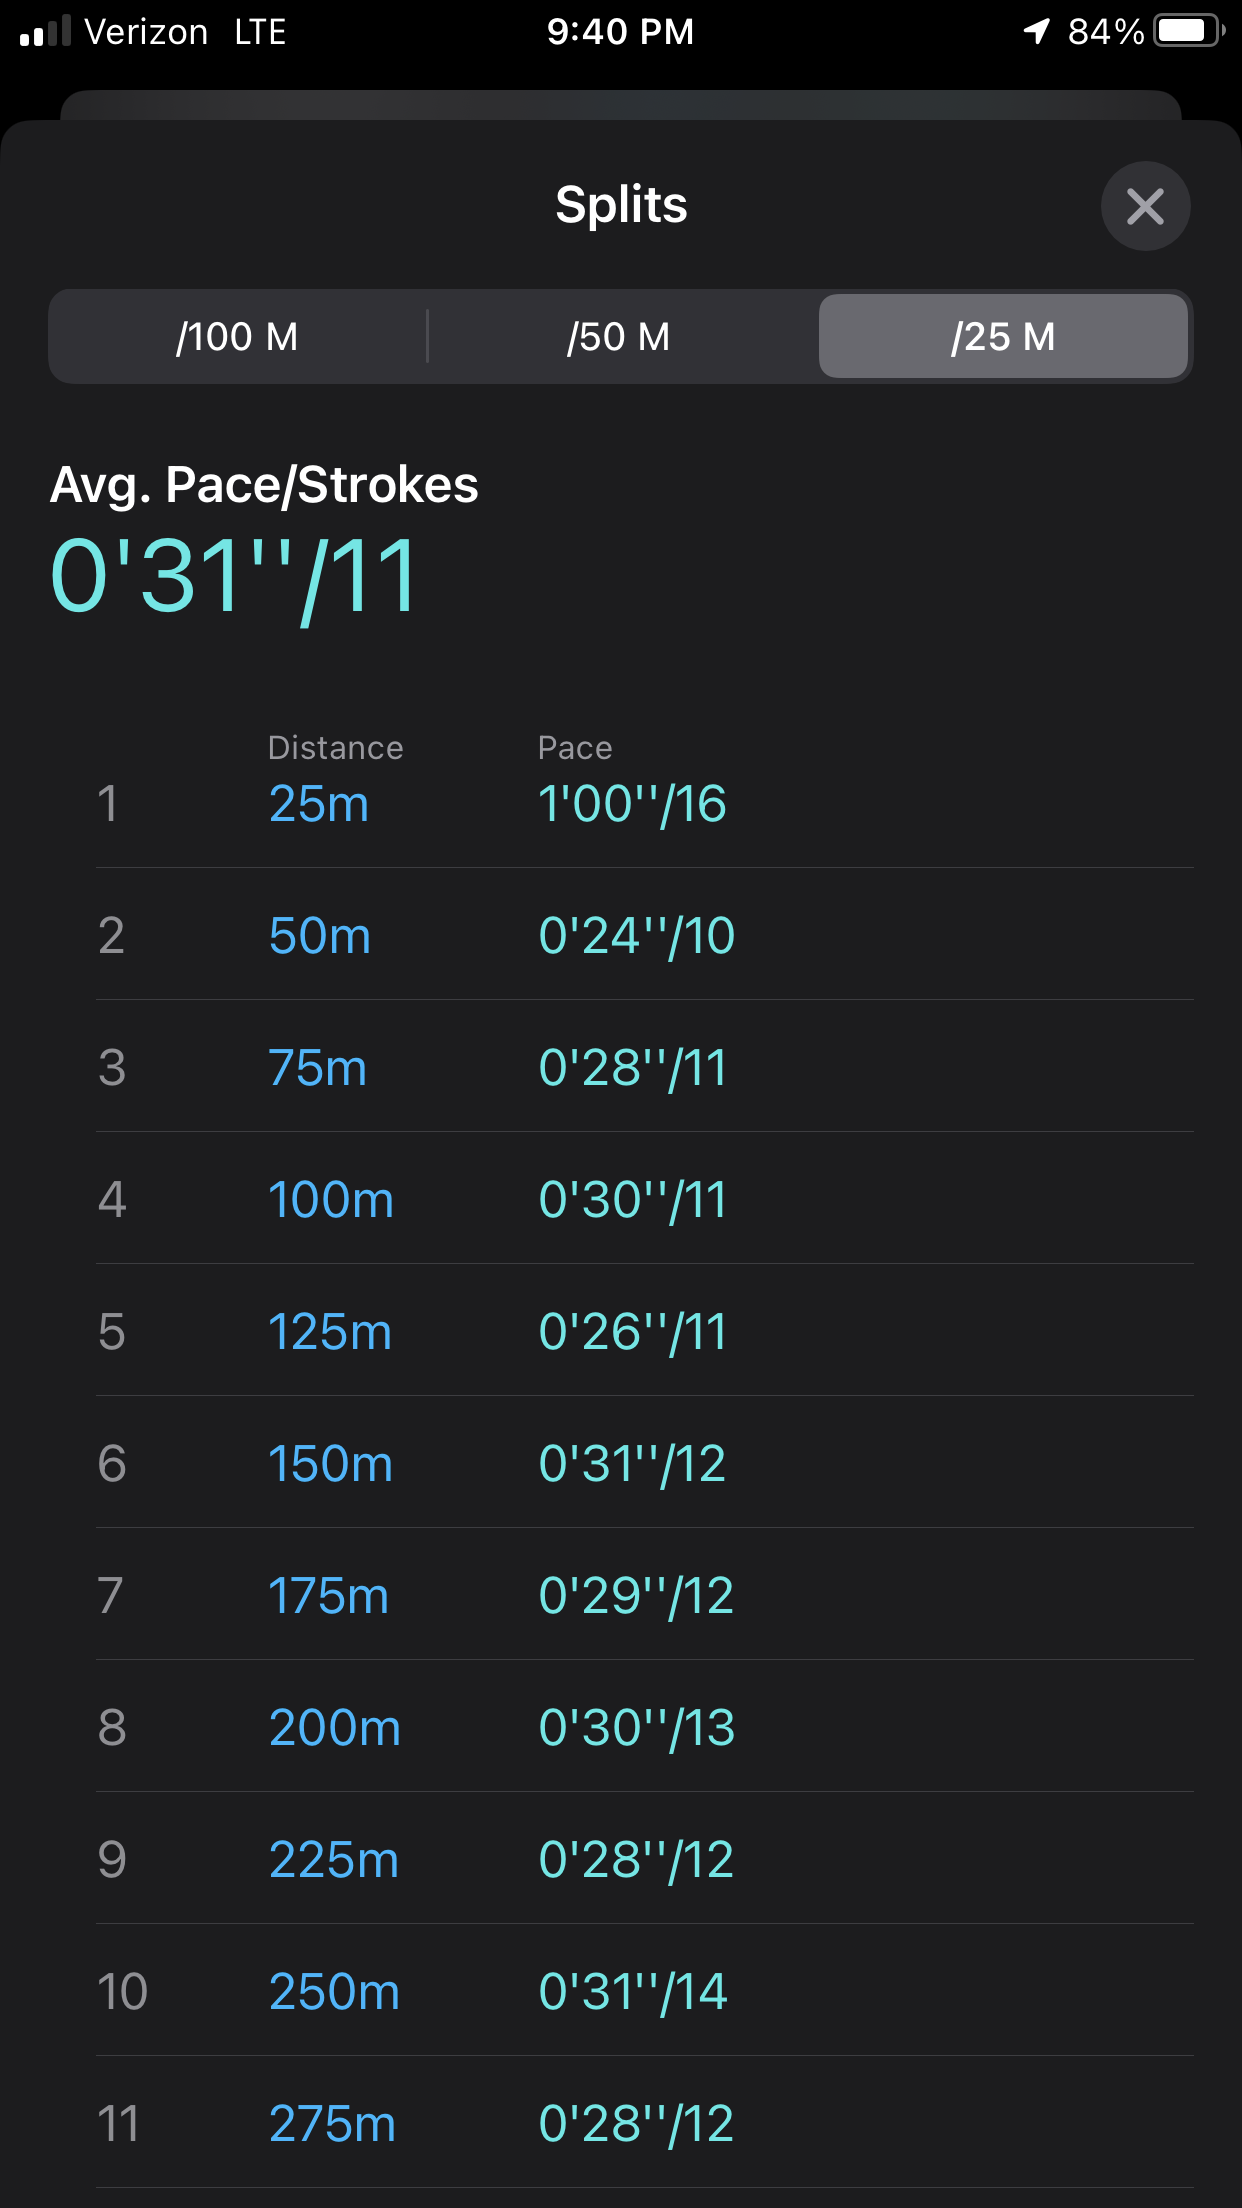 Verizon LTE 9:40 PM 84%
Splits
/100 M /50 M /25 M
Avg. Pace/Strokes
0'31''/11
Distance Pace
1 25m 1'00''/16
2 50m 0'24''/10
3 75m 0'28''/11
4 100m 0'30''/11
5 125m 0'26''/11
6 150m 0'31''/12
7 175m 0'29''/12
8 200m 0'30''/13
9 225m 0'28''/12
10 250m 0'31''/14
11 275m 0'28''/12